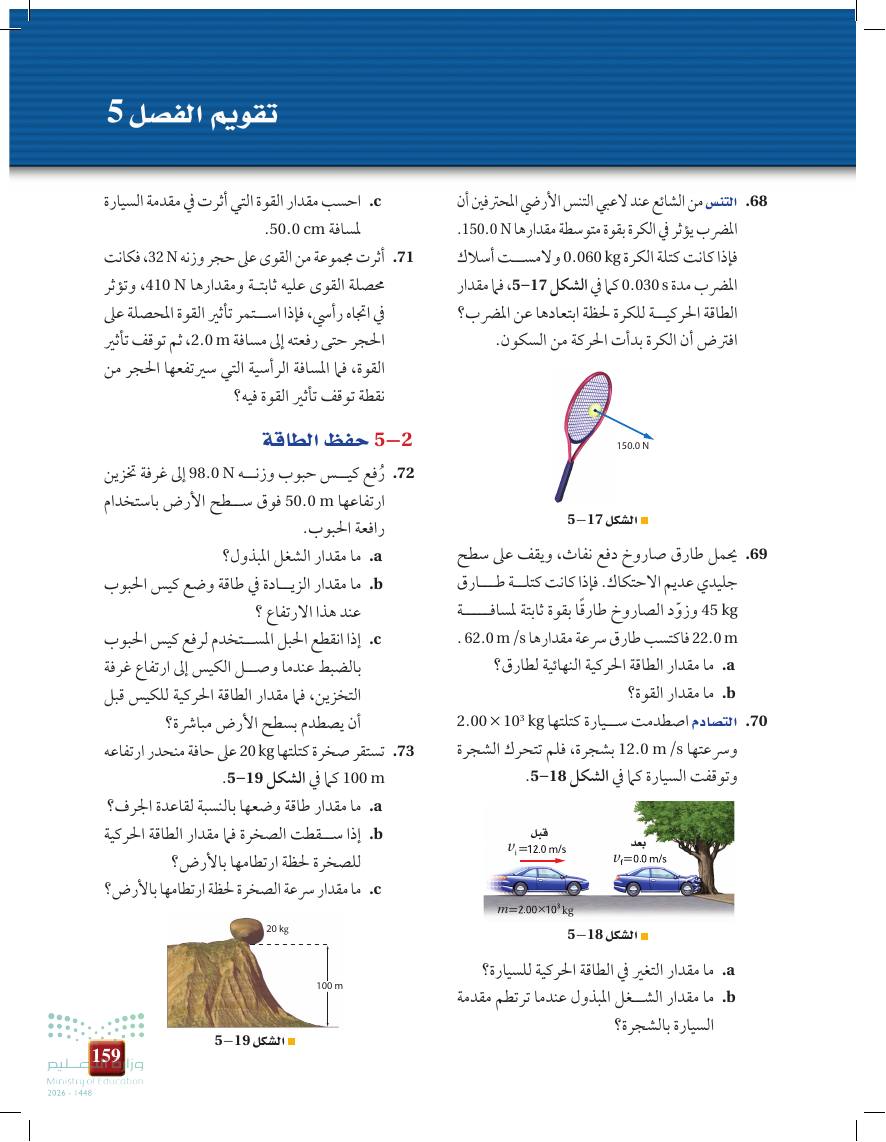 تقويم الفصل 5
68. التنس من الشائع عند لاعبي التنس الأرضي المحترفين أن
المضرب يؤثر في الكرة بقوة متوسطة مقدارها 150.0 N.
فإذا كانت كتلة الكرة 0.060 kg ولامست أسلاك
المضرب مدة 0.030 s كما في الشكل 17–5، فما مقدار
الطاقة الحركية للكرة لحظة ابتعادها عن المضرب؟
افترض أن الكرة بدأت الحركة من السكون.
150.0 N
الشكل 17–5
69. يحمل طارق صاروخ دفع نفاث، ويقف على سطح
جليدي عديم الاحتكاك. فإذا كانت كتلة طارق
45 kg وزوّد الصاروخ طارقًا بقوة ثابتة لمسافة
22.0 m فاكتسب طارق سرعة مقدارها 62.0 m/s .
a. ما مقدار الطاقة الحركية النهائية لطارق؟
b. ما مقدار القوة؟
70. التصادم اصطدمت سيارة كتلتها 2.00 × 10³ kg
وسرعتها 12.0 m/s بشجرة، فلم تتحرك الشجرة
وتوقفت السيارة كما في الشكل 18–5.
قبل
vᵢ=12.0 m/s
بعد
v_f=0.0 m/s
m=2.00×10³ kg
الشكل 18–5
a. ما مقدار التغير في الطاقة الحركية للسيارة؟
b. ما مقدار الشغل المبذول عندما ترتطم مقدمة
السيارة بالشجرة؟
c. احسب مقدار القوة التي أثرت في مقدمة السيارة
لمسافة 50.0 cm.
71. أثرت مجموعة من القوى على حجر وزنه 32 N، فكانت
محصلة القوى عليه ثابتة ومقدارها 410 N، وتؤثر
في اتجاه رأسي، فإذا استمر تأثير القوة المحصلة على
الحجر حتى رفعته إلى مسافة 2.0 m، ثم توقف تأثير
القوة، فما المسافة الرأسية التي سيرتفعها الحجر من
نقطة توقف تأثير القوة فيه؟
5–2 حفظ الطاقة
72. رُفع كيس حبوب وزنه 98.0 N إلى غرفة تخزين
ارتفاعها 50.0 m فوق سطح الأرض باستخدام
رافعة الحبوب.
a. ما مقدار الشغل المبذول؟
b. ما مقدار الزيادة في طاقة وضع كيس الحبوب
عند هذا الارتفاع ؟
c. إذا انقطع الحبل المستخدم لرفع كيس الحبوب
بالضبط عندما وصل الكيس إلى ارتفاع غرفة
التخزين، فما مقدار الطاقة الحركية للكيس قبل
أن يصطدم بسطح الأرض مباشرة؟
73. تستقر صخرة كتلتها 20 kg على حافة منحدر ارتفاعه
100 m كما في الشكل 19–5.
a. ما مقدار طاقة وضعها بالنسبة لقاعدة الجرف؟
b. إذا سقطت الصخرة فما مقدار الطاقة الحركية
للصخرة لحظة ارتطامها بالأرض؟
c. ما مقدار سرعة الصخرة لحظة ارتطامها بالأرض؟
20 kg
100 m
الشكل 19–5
وزارة التعليم
159
Ministry of Education
2026 - 1448